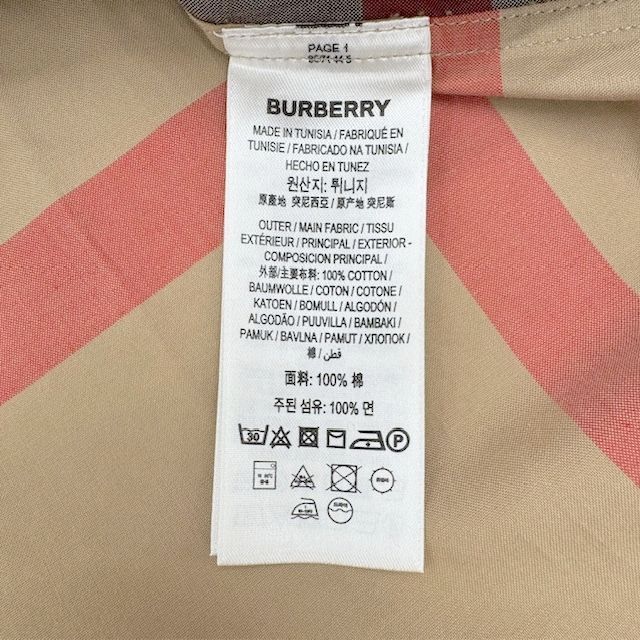 PAGE 1
BURBERRY
MADE IN TUNISIA / FABRIQUÉ EN
TUNISIE / FABRICADO NA TUNISIA /
HECHO EN TUNEZ
원산지: 튀니지
原產地 突尼西亞 / 原产地 突尼斯
OUTER / MAIN FABRIC / TISSU
EXTÉRIEUR / PRINCIPAL / EXTERIOR-
COMPOSICION PRINCIPAL /
外部/主要布料: 100% COTTON /
BAUMWOLLE / COTON / COTONE /
KATOEN / BOMULL / ALGODÓN /
ALGODÃO / PUUVILLA / BAMBAKI /
PAMUK / BAVLNA / PAMUT / ХЛОПОК /
棉 / قطن /
面料: 100% 棉
주된 섬유: 100% 면
30
P